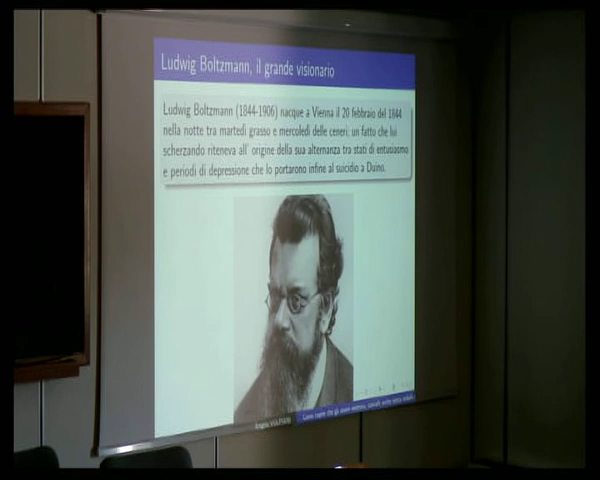 Ludwig Boltzmann, il grande visionario
Ludwig Boltzmann (1844-1906) nacque a Vienna il 20 febbraio del 1844
nella notte tra martedì grasso e mercoledì delle ceneri, un fatto che lui
scherzando riteneva all' origine della sua alternanza tra stati di entusiasmo
e periodi di depressione che lo portarono infine al suicidio a Duino.
Angelo VULPIANI